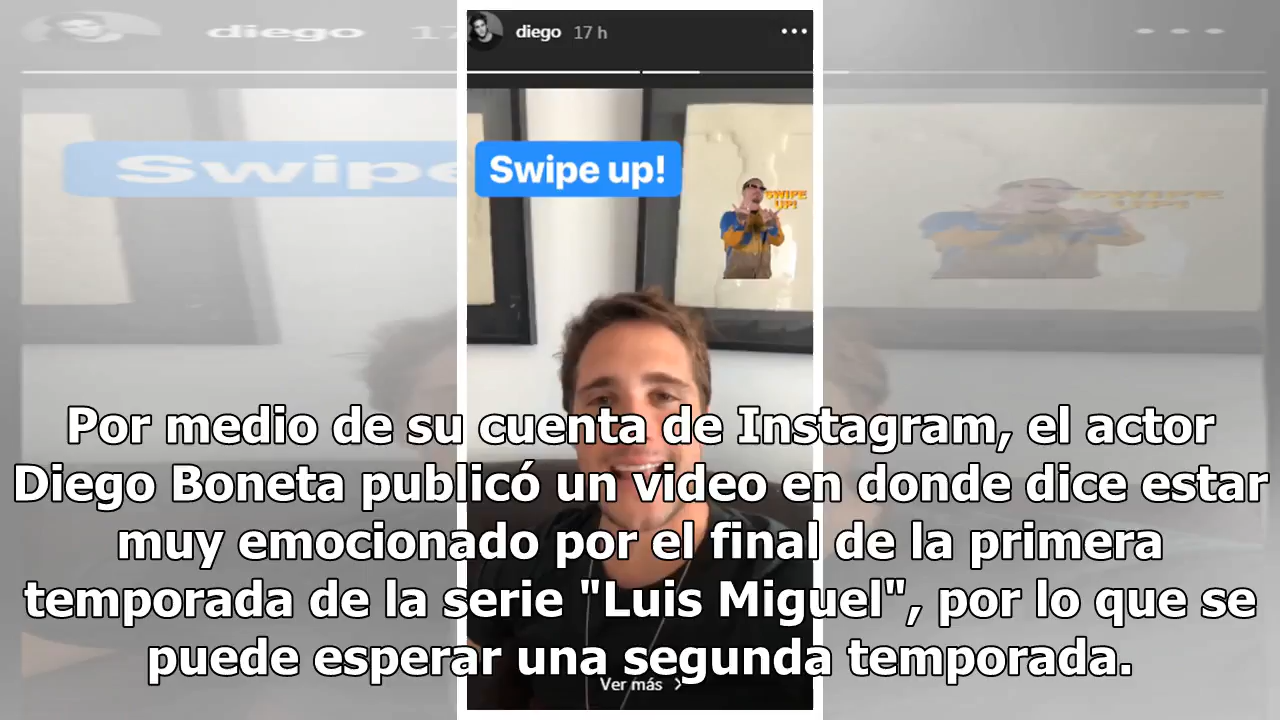 diego 17 h
Swipe up!
SWIPE
UP!
Por medio de su cuenta de Instagram, el actor
Diego Boneta publicó un video en donde dice estar
muy emocionado por el final de la primera
temporada de la serie "Luis Miguel", por lo que se
puede esperar una segunda temporada.
Ver más